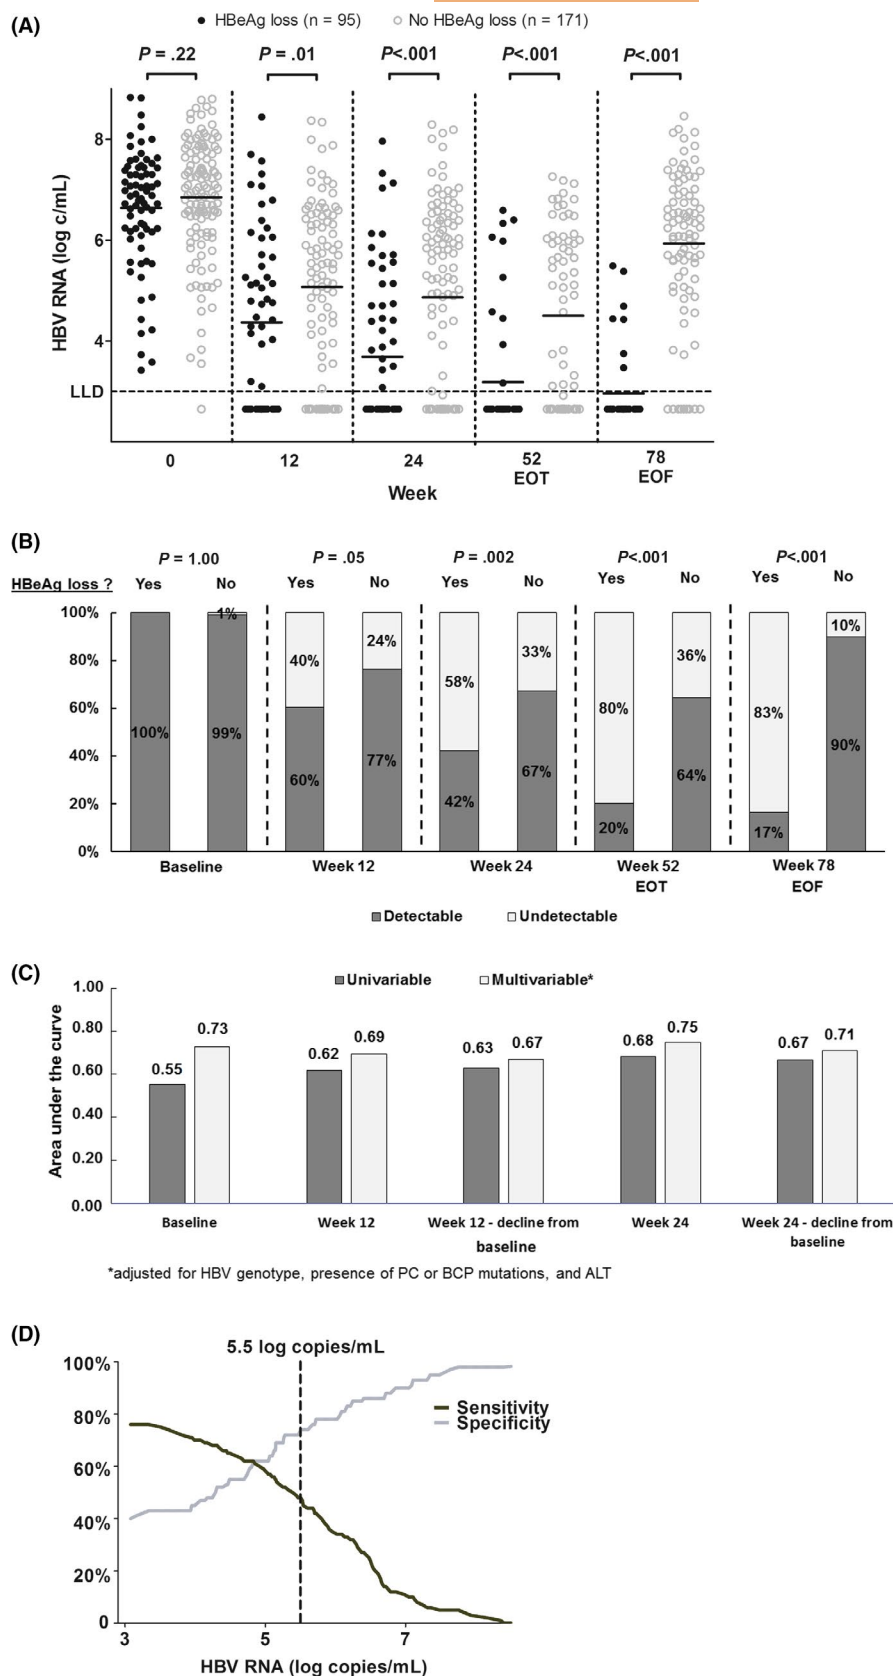 (A)
HBeAg loss (n = 95) No HBeAg loss (n = 171)
P = .22 P = .01 P<.001 P<.001 P<.001
HBV RNA (log c/mL)
8
6
4
LLD
0 12 24 52 78
EOT EOF
Week
(B)
P = 1.00 P = .05 P = .002 P<.001 P<.001
HBeAg loss ? Yes No Yes No Yes No Yes No Yes No
100%
80%
60%
40%
20%
0%
100% 1% 99% 40% 60% 24% 77% 58% 42% 33% 67% 80% 20% 36% 64% 83% 17% 10% 90%
Baseline Week 12 Week 24 Week 52 Week 78
EOT EOF
Detectable Undetectable
(C)
Univariable Multivariable*
Area under the curve
1.00
0.80
0.60
0.40
0.20
0.00
0.55 0.73 0.62 0.69 0.63 0.67 0.68 0.75 0.67 0.71
Baseline Week 12 Week 12 - decline from Week 24 Week 24 - decline from
baseline baseline
*adjusted for HBV genotype, presence of PC or BCP mutations, and ALT
(D)
5.5 log copies/mL
100%
80%
60%
40%
20%
0
Sensitivity
Specificity
3 5 7
HBV RNA (log copies/mL)